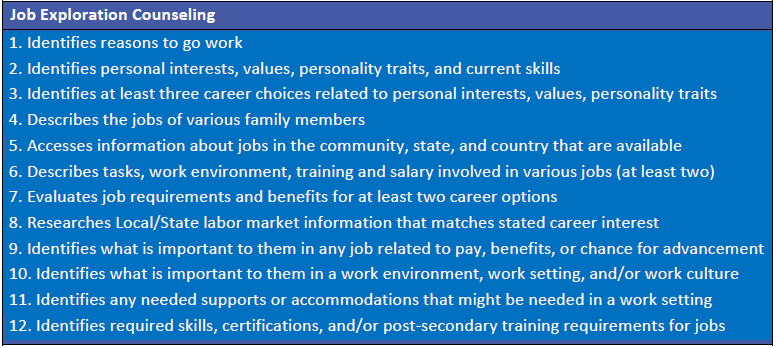 Job Exploration Counseling
1. Identifies reasons to go work
2. Identifies personal interests, values, personality traits, and current skills
3. Identifies at least three career choices related to personal interests, values, personality traits
4. Describes the jobs of various family members
5. Accesses information about jobs in the community, state, and country that are available
6. Describes tasks, work environment, training and salary involved in various jobs (at least two)
7. Evaluates job requirements and benefits for at least two career options
8. Researches Local/State labor market information that matches stated career interest
9. Identifies what is important to them in any job related to pay, benefits, or chance for advancement
10. Identifies what is important to them in a work environment, work setting, and/or work culture
11. Identifies any needed supports or accommodations that might be needed in a work setting
12. Identifies required skills, certifications, and/or post-secondary training requirements for jobs